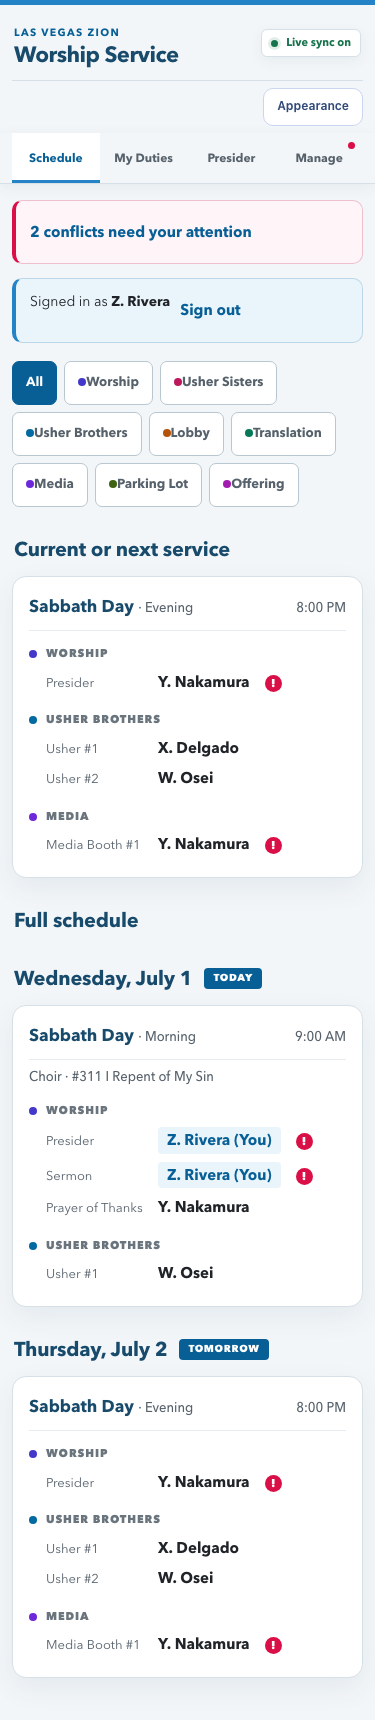 LAS VEGAS ZION
Worship Service
Live sync on
Appearance
Schedule My Duties Presider Manage
2 conflicts need your attention
Signed in as Z. Rivera Sign out
All Worship Usher Sisters
Usher Brothers Lobby Translation
Media Parking Lot Offering
Current or next service
Sabbath Day · Evening 8:00 PM
WORSHIP
Presider Y. Nakamura !
USHER BROTHERS
Usher #1 X. Delgado
Usher #2 W. Osei
MEDIA
Media Booth #1 Y. Nakamura !
Full schedule
Wednesday, July 1 TODAY
Sabbath Day · Morning 9:00 AM
Choir · #311 I Repent of My Sin
WORSHIP
Presider Z. Rivera (You) !
Sermon Z. Rivera (You) !
Prayer of Thanks Y. Nakamura
USHER BROTHERS
Usher #1 W. Osei
Thursday, July 2 TOMORROW
Sabbath Day · Evening 8:00 PM
WORSHIP
Presider Y. Nakamura !
USHER BROTHERS
Usher #1 X. Delgado
Usher #2 W. Osei
MEDIA
Media Booth #1 Y. Nakamura !